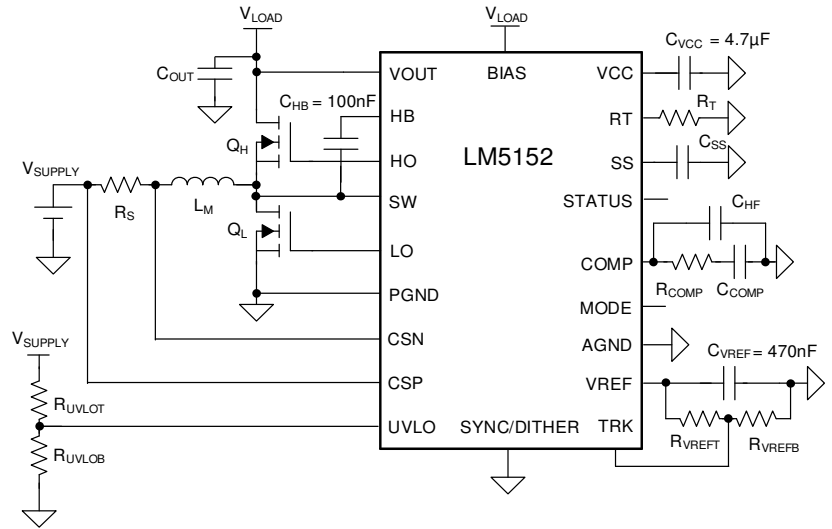 VLOAD
VLOAD
CVCC = 4.7µF
COUT
VOUT
BIAS
VCC
CHB = 100nF
HB
RT
RT
QH
HO
LM5152
SS
CSS
VSUPPLY
RS
LM
SW
STATUS
CHF
QL
LO
COMP
RCOMP
CCOMP
PGND
MODE
VSUPPLY
CSN
AGND
CVREF = 470nF
CSP
VREF
RUVLOT
UVLO
SYNC/DITHER
TRK
RVREFT
RVREFB
RUVLOB